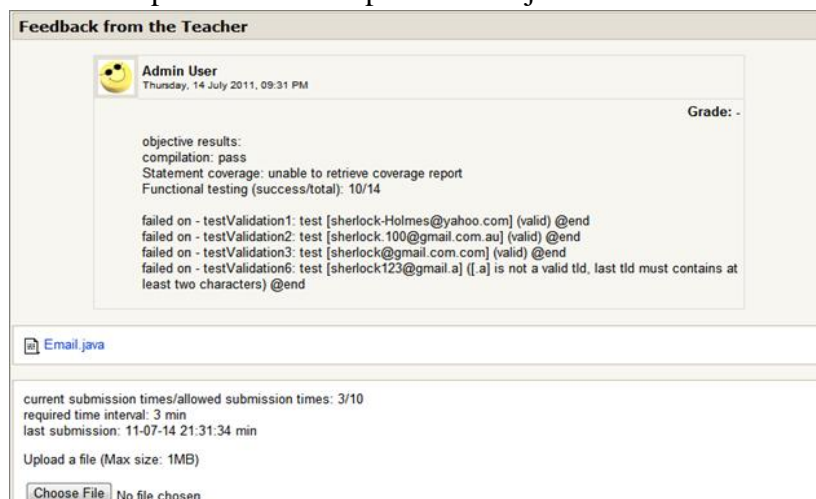 Feedback from the Teacher
Admin User
Thursday, 14 July 2011, 09:31 PM
Grade: -
objective results:
compilation: pass
Statement coverage: unable to retrieve coverage report
Functional testing (success/total): 10/14
failed on - testValidation1: test [sherlock-Holmes@yahoo.com] (valid) @end
failed on - testValidation2: test [sherlock.100@gmail.com.au] (valid) @end
failed on - testValidation3: test [sherlock@gmail.com.com] (valid) @end
failed on - testValidation6: test [sherlock123@gmail.a] ([.a] is not a valid tld, last tld must contains at
least two characters) @end
Email.java
current submission times/allowed submission times: 3/10
required time interval: 3 min
last submission: 11-07-14 21:31:34 min
Upload a file (Max size: 1MB)
Choose File No file chosen